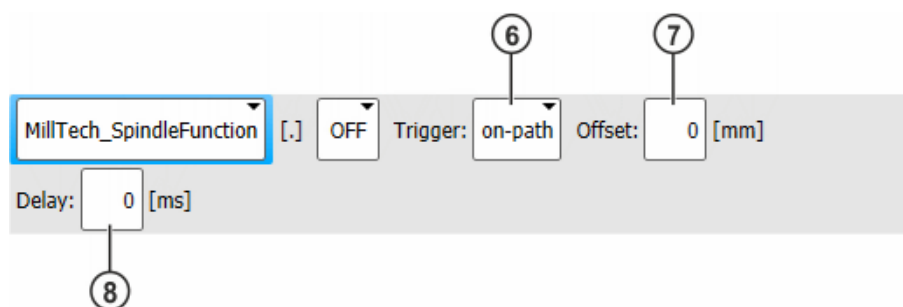 6 7
MillTech_SpindleFunction [.] OFF Trigger: on-path Offset: 0 [mm]
Delay: 0 [ms]
8